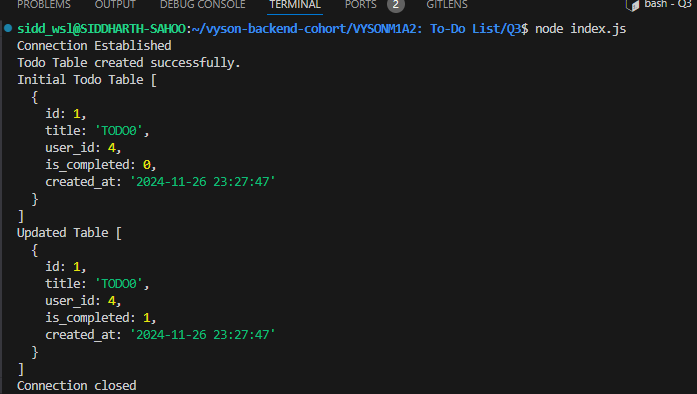 PROBLEMS OUTPUT DEBUG CONSOLE TERMINAL PORTS 2 GITLENS bash - Q3
sidd_wsl@SIDDHARTH-SAHOO:~/vyson-backend-cohort/VYSONM1A2: To-Do List/Q3$ node index.js
Connection Established
Todo Table created successfully.
Initial Todo Table [
  {
    id: 1,
    title: 'TODO0',
    user_id: 4,
    is_completed: 0,
    created_at: '2024-11-26 23:27:47'
  }
]
Updated Table [
  {
    id: 1,
    title: 'TODO0',
    user_id: 4,
    is_completed: 1,
    created_at: '2024-11-26 23:27:47'
  }
]
Connection closed